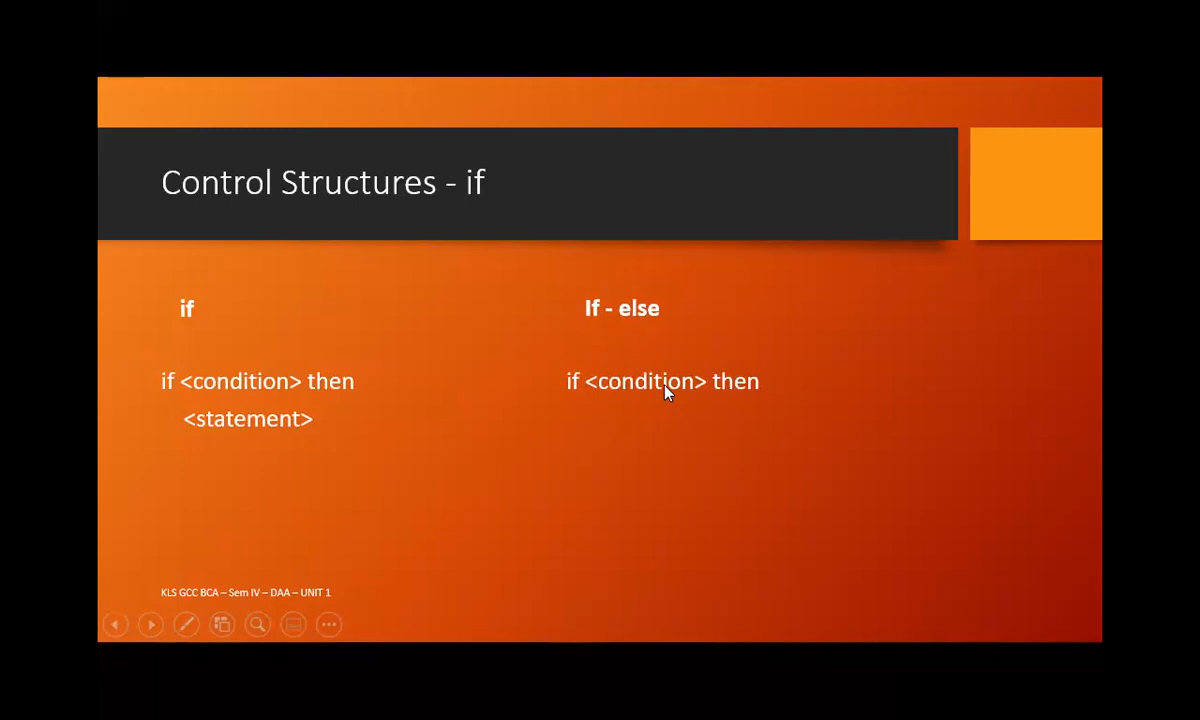 Control Structures - if
if
if <condition> then
<statement>
If - else
if <condition> then
KLS GCC BCA – Sem IV – DAA – UNIT 1